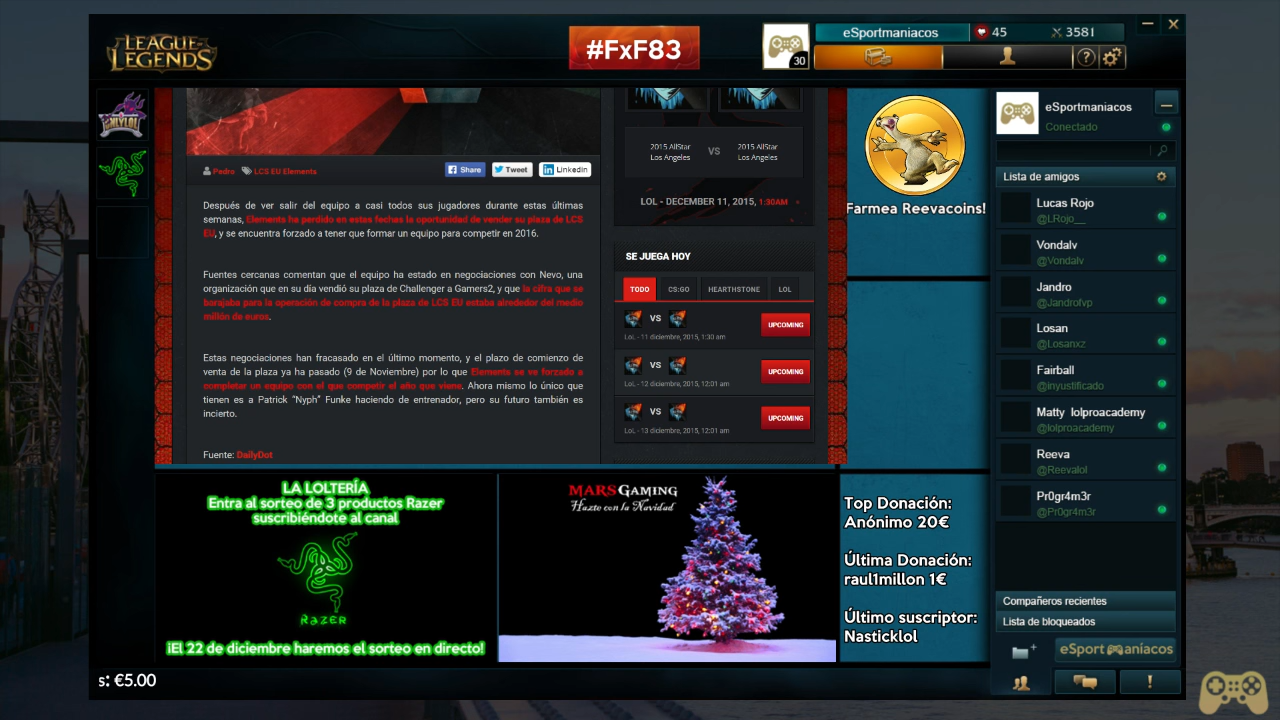 LEAGUE of
LEGENDS
#FxF83
30
eSportmaniacos
45
3581
?
ONLYLOL
Pedro LCS EU Elements
Share
Tweet
LinkedIn
Después de ver salir del equipo a casi todos sus jugadores durante estas últimas
semanas, Elements ha perdido en estas fechas la oportunidad de vender su plaza de LCS
EU, y se encuentra forzado a tener que formar un equipo para competir en 2016.
Fuentes cercanas comentan que el equipo ha estado en negociaciones con Nevo, una
organización que en su día vendió su plaza de Challenger a Gamers2, y que la cifra que se
barajaba para la operación de compra de la plaza de LCS EU estaba alrededor del medio
millón de euros.
Estas negociaciones han fracasado en el último momento, y el plazo de comienzo de
venta de la plaza ya ha pasado (9 de Noviembre) por lo que Elements se ve forzado a
completar un equipo con el que competir el año que viene. Ahora mismo lo único que
tienen es a Patrick "Nyph" Funke haciendo de entrenador, pero su futuro también es
incierto.
Fuente: DailyDot
2015 AllStar
Los Angeles
VS
2015 AllStar
Los Angeles
LOL - DECEMBER 11, 2015, 1:30AM
SE JUEGA HOY
TODO CS:GO HEARTHSTONE LOL
VS
UPCOMING
LoL - 11 diciembre, 2015, 1:30 am
VS
UPCOMING
LoL - 12 diciembre, 2015, 12:01 am
VS
UPCOMING
LoL - 13 diciembre, 2015, 12:01 am
Farmea Reevacoins!
eSportmaniacos
Conectado
Lista de amigos
Lucas Rojo
@LRojo__
Vondalv
@Vondalv
Jandro
@Jandrofvp
Losan
@Losanxz
Fairball
@inyustificado
Matty lolproacademy
@lolproacademy
Reeva
@Reevalol
Pr0gr4m3r
@Pr0gr4m3r
Compañeros recientes
Lista de bloqueados
eSportmaniacos
!
LA LOLTERÍA
Entra al sorteo de 3 productos Razer
suscribiéndote al canal
RAZER
¡El 22 de diciembre haremos el sorteo en directo!
MARSGAMING
Hazte con la Navidad
Top Donación:
Anónimo 20€
Última Donación:
raul1millon 1€
Último suscriptor:
Nasticklol
s: €5.00